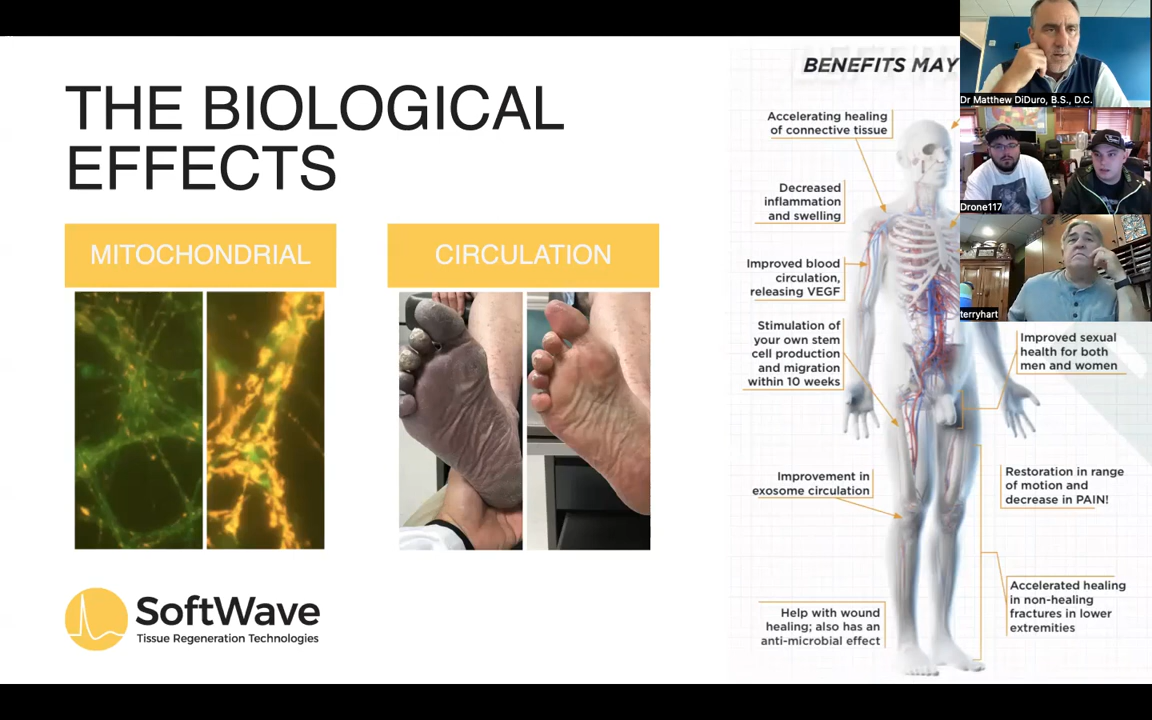 THE BIOLOGICAL
EFFECTS
MITOCHONDRIAL
CIRCULATION
SoftWave
Tissue Regeneration Technologies
BENEFITS MAY
Accelerating healing
of connective tissue
Decreased
inflammation
and swelling
Improved blood
circulation,
releasing VEGF
Stimulation of
your own stem
cell production
and migration
within 10 weeks
Improvement in
exosome circulation
Help with wound
healing; also has an
anti-microbial effect
Improved sexual
health for both
men and women
Restoration in range
of motion and
decrease in PAIN!
Accelerated healing
in non-healing
fractures in lower
extremities
Dr Matthew DiDuro, B.S., D.C.
Drone117
terryhart